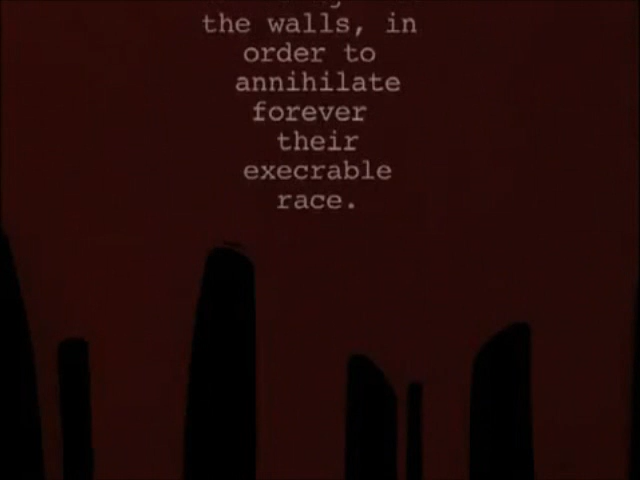 the walls, in
order to
annihilate
forever
their
execrable
race.